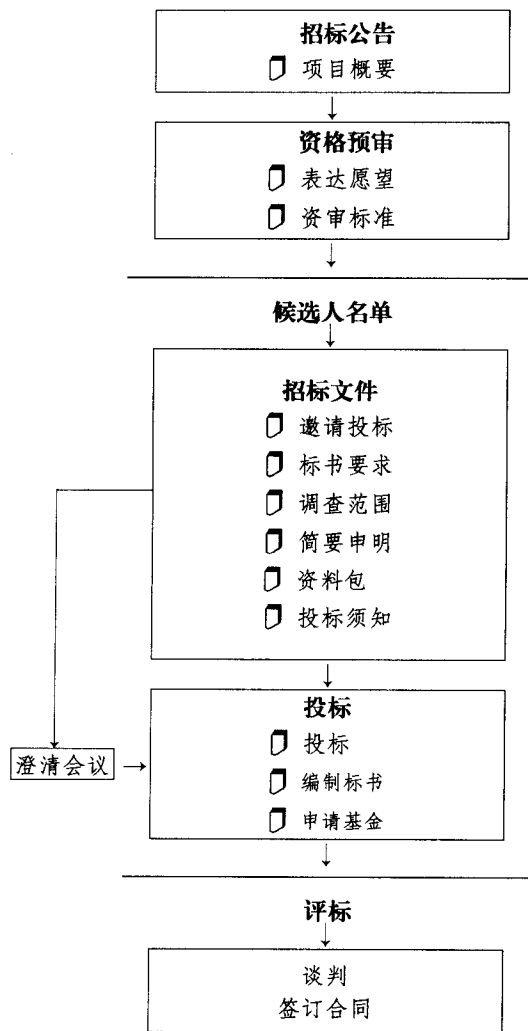 招标公告
项目概要
资格预审
表达愿望
资审标准
候选人名单
招标文件
邀请投标
标书要求
调查范围
简要申明
资料包
投标须知
投标
投标
澄清会议
编制标书
申请基金
评标
谈判
签订合同